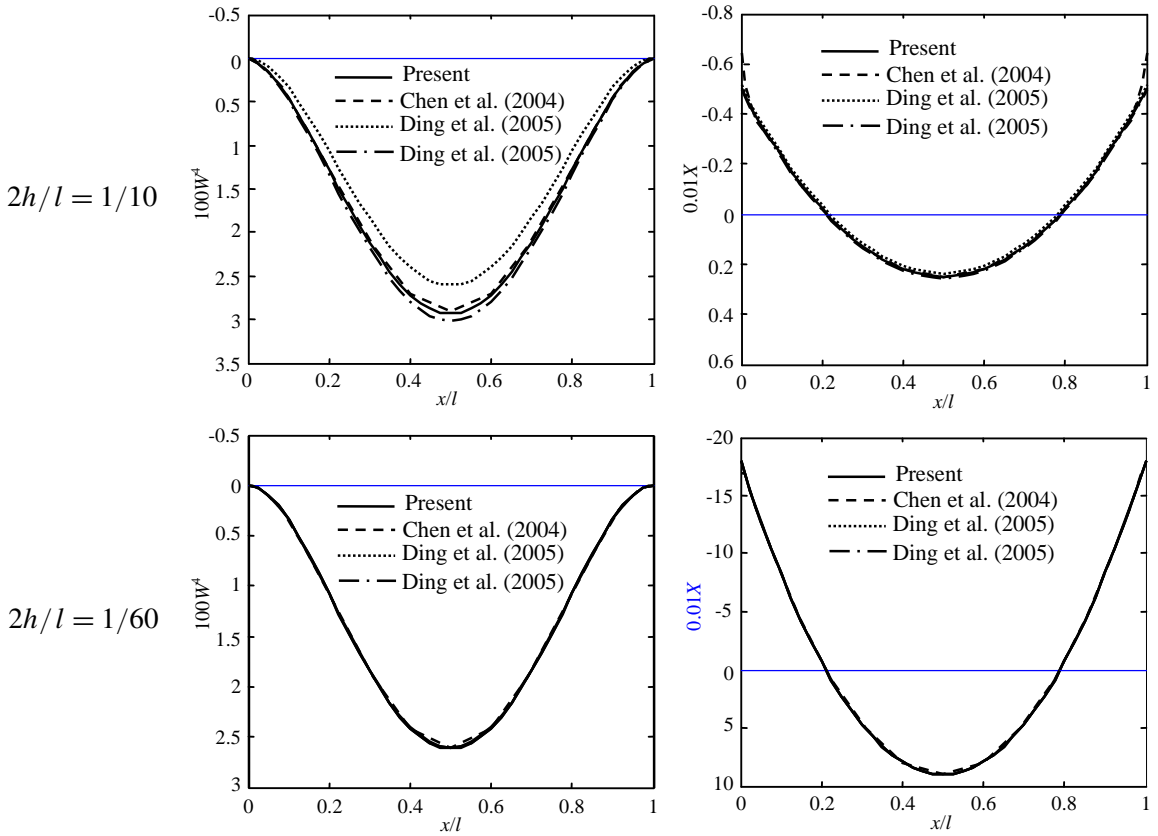 2h/l = 1/10
-0.5
0
0.5
1
1.5
2
2.5
3
3.5
100W⁴
Present
Chen et al. (2004)
Ding et al. (2005)
Ding et al. (2005)
0 0.2 0.4 0.6 0.8 1
x/l
-0.8
-0.6
-0.4
-0.2
0
0.2
0.4
0.6
0.01X
Present
Chen et al. (2004)
Ding et al. (2005)
Ding et al. (2005)
0 0.2 0.4 0.6 0.8 1
x/l
2h/l = 1/60
-0.5
0
0.5
1
1.5
2
2.5
3
100W⁴
Present
Chen et al. (2004)
Ding et al. (2005)
Ding et al. (2005)
0 0.2 0.4 0.6 0.8 1
x/l
-20
-15
-10
-5
0
5
10
0.01X
Present
Chen et al. (2004)
Ding et al. (2005)
Ding et al. (2005)
0 0.2 0.4 0.6 0.8 1
x/l